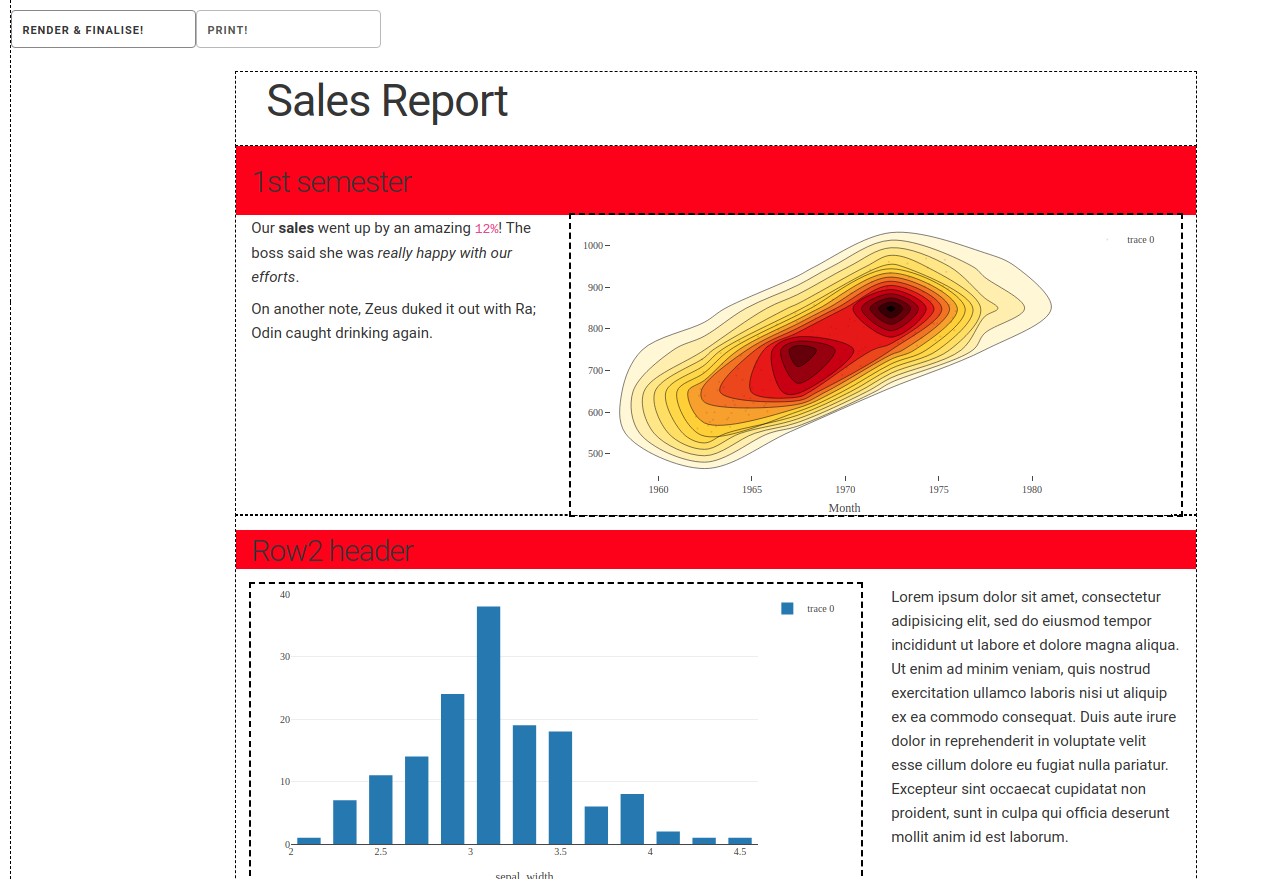 RENDER & FINALISE!
PRINT!
Sales Report
1st semester
Our sales went up by an amazing 12%! The
boss said she was really happy with our
efforts.
On another note, Zeus duked it out with Ra;
Odin caught drinking again.
trace 0
1000
900
800
700
600
500
1960 1965 1970 1975 1980
Month
Row2 header
40
30
20
10
0
2 2.5 3 3.5 4 4.5
sepal_width
trace 0
Lorem ipsum dolor sit amet, consectetur
adipisicing elit, sed do eiusmod tempor
incididunt ut labore et dolore magna aliqua.
Ut enim ad minim veniam, quis nostrud
exercitation ullamco laboris nisi ut aliquip
ex ea commodo consequat. Duis aute irure
dolor in reprehenderit in voluptate velit
esse cillum dolore eu fugiat nulla pariatur.
Excepteur sint occaecat cupidatat non
proident, sunt in culpa qui officia deserunt
mollit anim id est laborum.